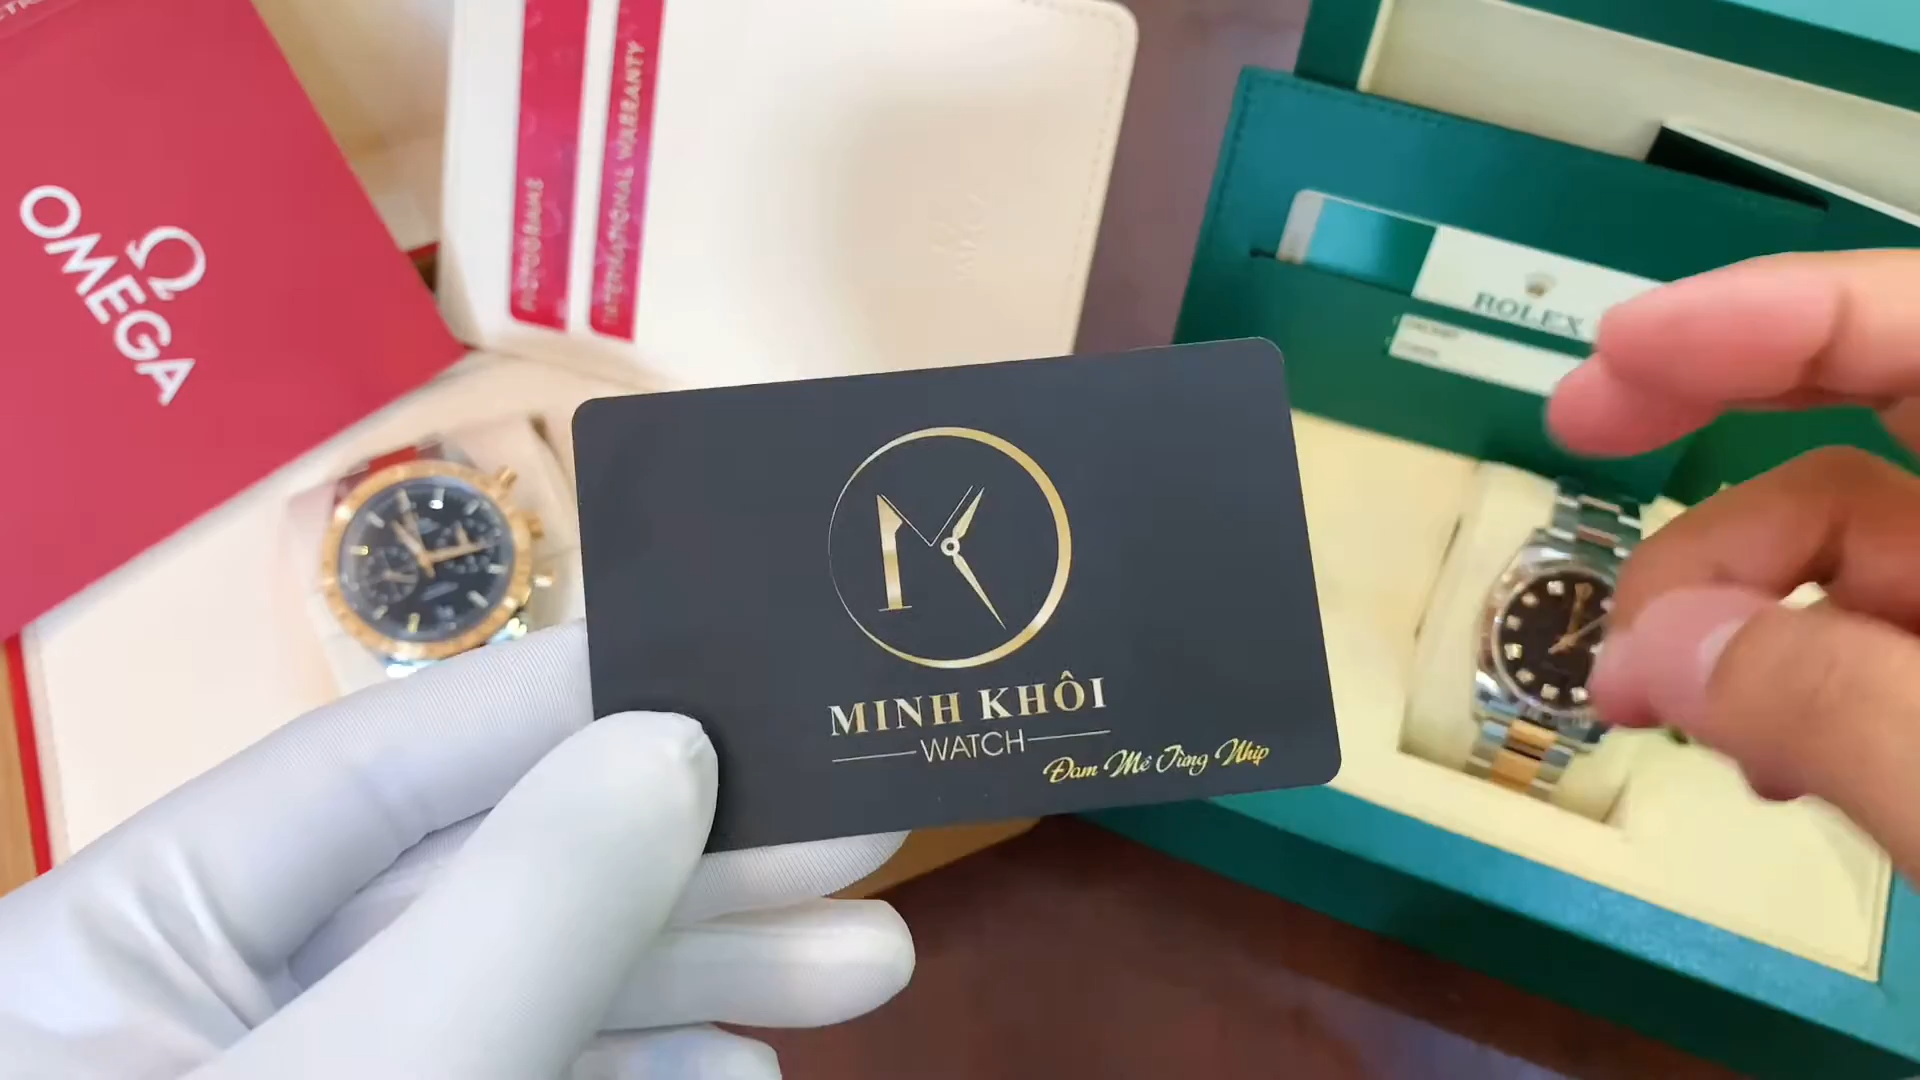 Ω
OMEGA
PICTOGRAMS
INTERNATIONAL WARRANTY
ROLEX
MINH KHÔI
WATCH
Đam Mê Từng Nhịp